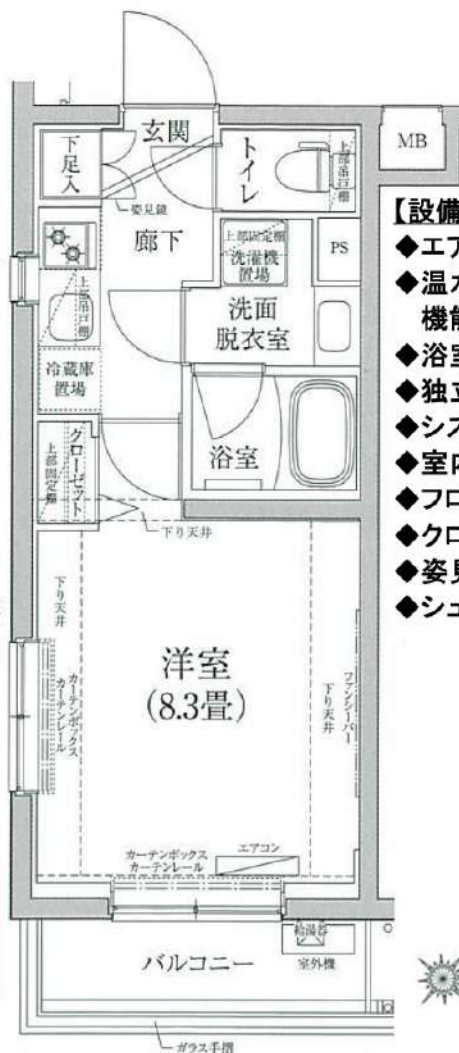 玄関
下足入
トイレ
上部吊戸棚
MB
姿見鏡
廊下
上部固定棚
洗濯機
置場
PS
上部吊戸棚
洗面
脱衣室
冷蔵庫
置場
クローゼット
上部固定棚
浴室
下り天井
下り天井
洋室
(8.3畳)
カーテンボックス
カーテンレール
ファンシーバー
下り天井
カーテンボックス
カーテンレール
エアコン
バルコニー
給湯器
室外機
ガラス手摺
【設備
◆エア
◆温
機能
◆浴室
◆独立
◆シス
◆室内
◆フロ
◆クロ
◆姿見
◆シュ